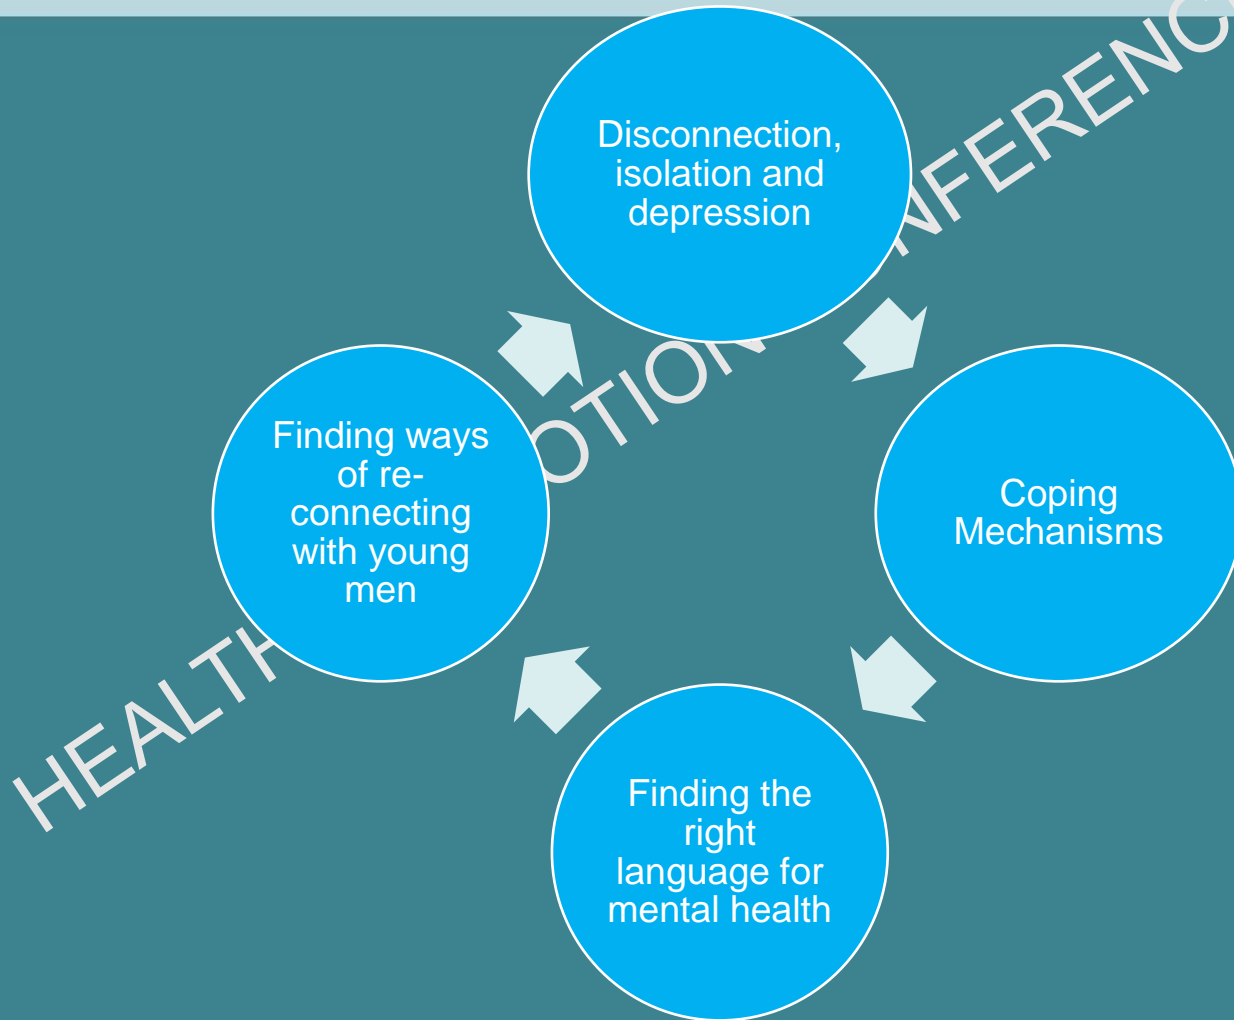 Disconnection,
isolation and
depression
Coping
Mechanisms
Finding the
right
language for
mental health
Finding ways
of re-
connecting
with young
men
HEALTH